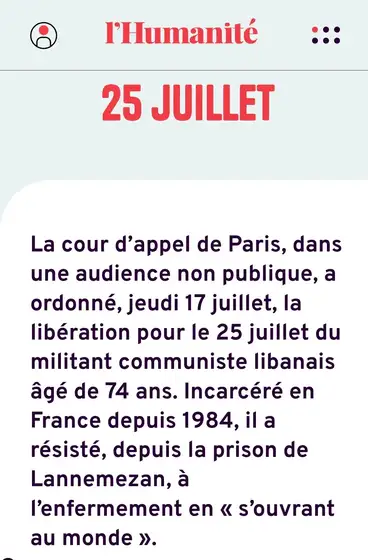 l'Humanité
25 JUILLET
La cour d’appel de Paris, dans
une audience non publique, a
ordonné, jeudi 17 juillet, la
libération pour le 25 juillet du
militant communiste libanais
âgé de 74 ans. Incarcéré en
France depuis 1984, il a
résisté, depuis la prison de
Lannemezan, à
l’enfermement en « s’ouvrant
au monde ».